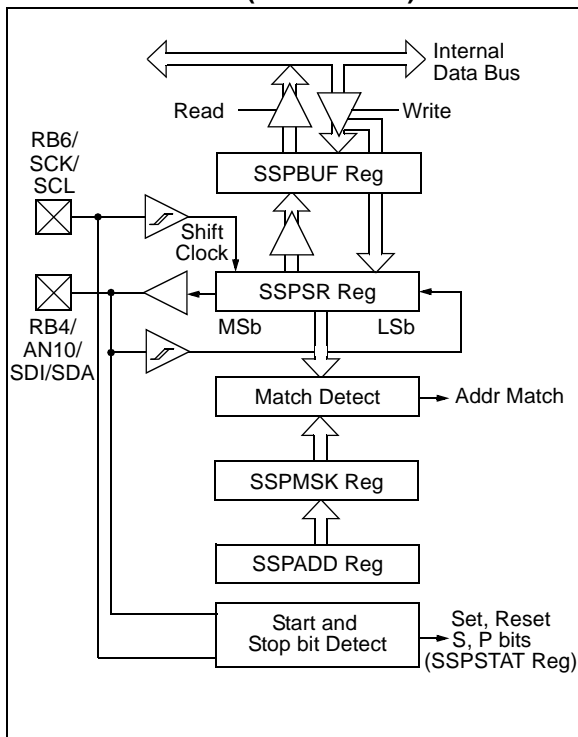 Internal
Data Bus
Read
Write
RB6/
SCK/
SCL
SSPBUF Reg
Shift
Clock
SSPSR Reg
MSb
LSb
RB4/
AN10/
SDI/SDA
Match Detect
Addr Match
SSPMSK Reg
SSPADD Reg
Start and
Stop bit Detect
Set, Reset
S, P bits
(SSPSTAT Reg)